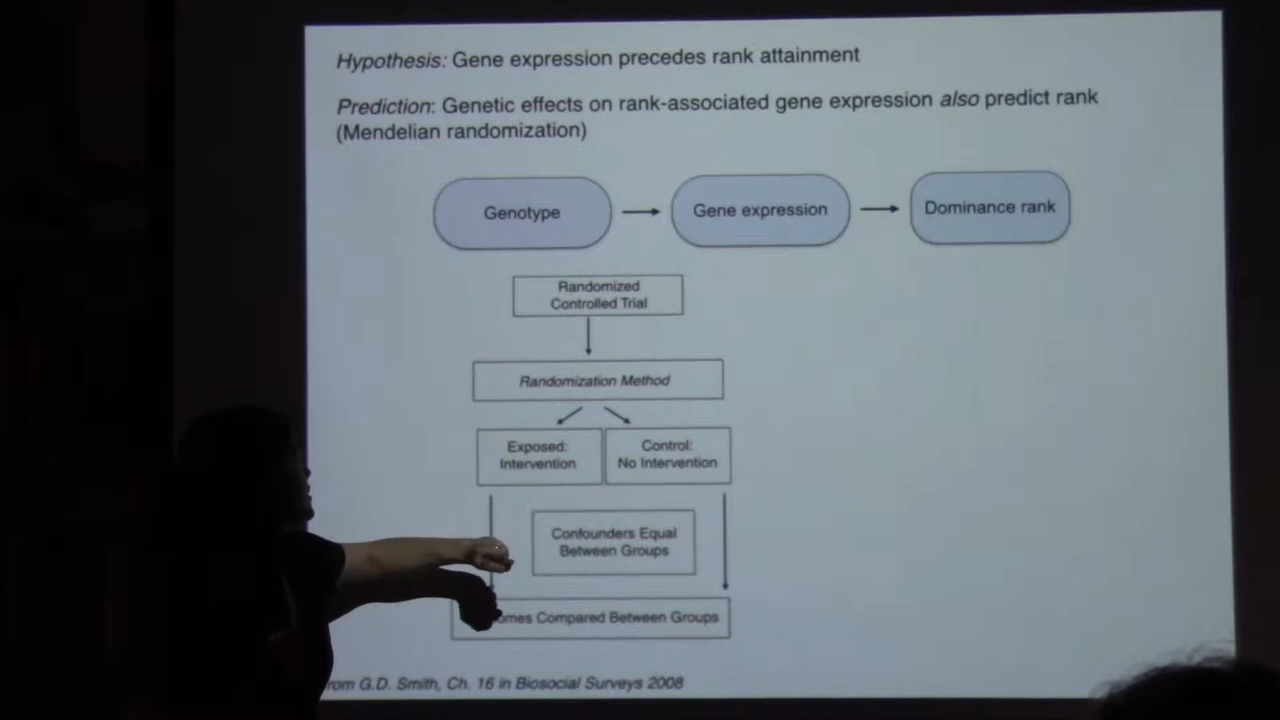 Hypothesis: Gene expression precedes rank attainment
Prediction: Genetic effects on rank-associated gene expression also predict rank
(Mendelian randomization)
Genotype
Gene expression
Dominance rank
Randomized
Controlled Trial
Randomization Method
Exposed:
Intervention
Control:
No Intervention
Confounders Equal
Between Groups
Compared Between Groups
G.D. Smith, Ch. 16 in Biosocial Surveys 2008